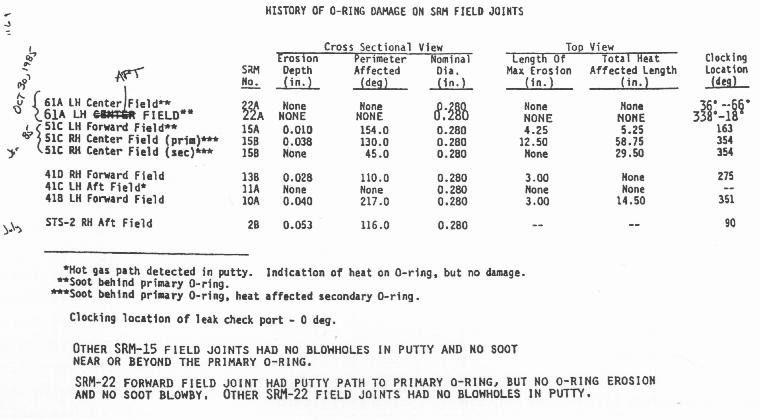 HISTORY OF O-RING DAMAGE ON SRM FIELD JOINTS
Cross Sectional View Top View
Erosion Perimeter Nominal Length Of Total Heat Clocking
SRM Depth Affected Dia. Max Erosion Affected Length Location
No. (in.) (deg) (in.) (in.) (in.) (deg)
OCT 30, 1985
AFT
61A LH Center Field** 22A None None 0.280 None None 36°--66°
61A LH CENTER FIELD** 22A NONE NONE 0.280 NONE NONE 338°-18°
51C LH Forward Field** 15A 0.010 154.0 0.280 4.25 5.25 163
51C RH Center Field (prim)*** 15B 0.038 130.0 0.280 12.50 58.75 354
51C RH Center Field (sec)*** 15B None 45.0 0.280 None 29.50 354
41D RH Forward Field 13B 0.028 110.0 0.280 3.00 None 275
41C LH Aft Field* 11A None None 0.280 None None --
41B LH Forward Field 10A 0.040 217.0 0.280 3.00 14.50 351
STS-2 RH Aft Field 2B 0.053 116.0 0.280 -- -- 90
*Hot gas path detected in putty. Indication of heat on O-ring, but no damage.
**Soot behind primary O-ring.
***Soot behind primary O-ring, heat affected secondary O-ring.
Clocking location of leak check port - 0 deg.
OTHER SRM-15 FIELD JOINTS HAD NO BLOWHOLES IN PUTTY AND NO SOOT
NEAR OR BEYOND THE PRIMARY O-RING.
SRM-22 FORWARD FIELD JOINT HAD PUTTY PATH TO PRIMARY O-RING, BUT NO O-RING EROSION
AND NO SOOT BLOWBY. OTHER SRM-22 FIELD JOINTS HAD NO BLOWHOLES IN PUTTY.